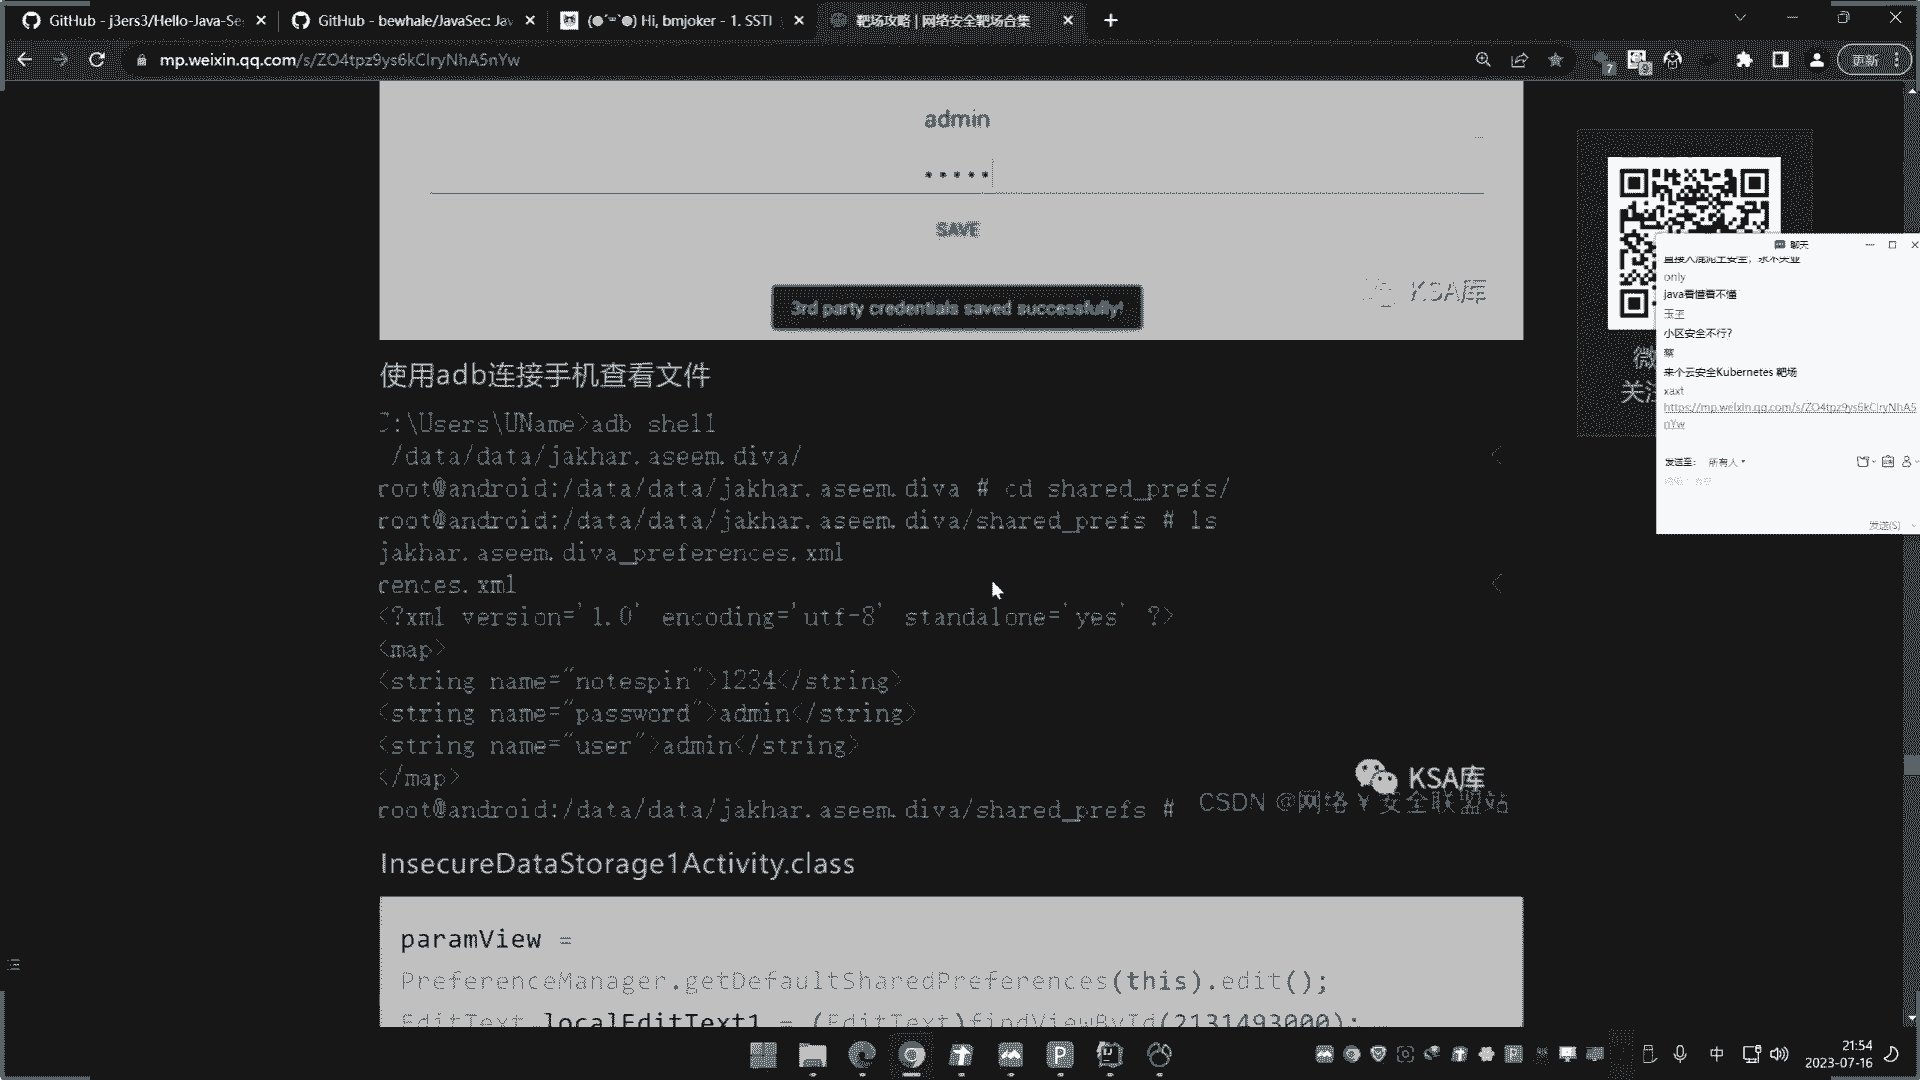 GitHub - j3ers3/Hello-Java-Se
GitHub - bewhale/JavaSec: Jav
(●'◡'●) Hi, bmjoker - 1. SSTI
靶场攻略 | 网络安全靶场合集
mp.weixin.qq.com/s/ZO4tpz9ys6kClryNhA5nYw
7
9
更新
admin
SAVE
KSA库
3rd party credentials saved successfully!
使用adb连接手机查看文件
C:\Users\UName>adb shell
/data/data/jakhar.aseem.diva/
root@android:/data/data/jakhar.aseem.diva # cd shared_prefs/
root@android:/data/data/jakhar.aseem.diva/shared_prefs # ls
jakhar.aseem.diva_preferences.xml
rences.xml
<?xml version='1.0' encoding='utf-8' standalone='yes' ?>
<map>
<string name="notespin">1234</string>
<string name="password">admin</string>
<string name="user">admin</string>
</map>
root@android:/data/data/jakhar.aseem.diva/shared_prefs #
KSA库
CSDN @网络￥安全联盟站
InsecureDataStorage1Activity.class
paramView =
PreferenceManager.getDefaultSharedPreferences(this).edit();
EditText localEditText1 = (EditText)findViewById(2131493000);
微
关注
聊天
only
java看懂看不懂
小区安全不行?
来个云安全Kubernetes 靶场
xaxt
https://mp.weixin.qq.com/s/ZO4tpz9ys6kClryNhA5
nYw
发送至: 所有人
发送(S)
中
21:54
2023-07-16